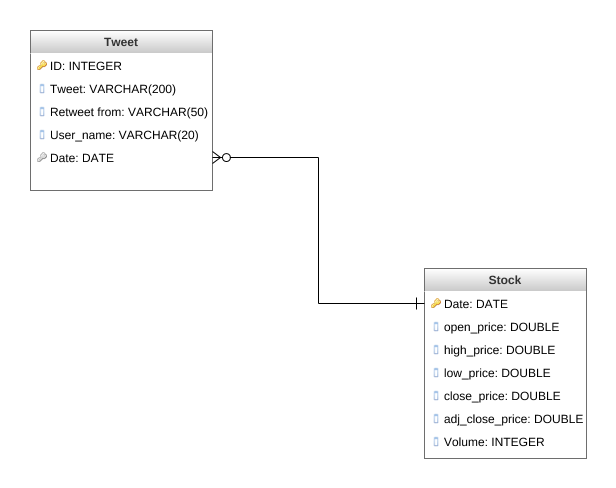 Tweet
ID: INTEGER
Tweet: VARCHAR(200)
Retweet from: VARCHAR(50)
User_name: VARCHAR(20)
Date: DATE
Stock
Date: DATE
open_price: DOUBLE
high_price: DOUBLE
low_price: DOUBLE
close_price: DOUBLE
adj_close_price: DOUBLE
Volume: INTEGER